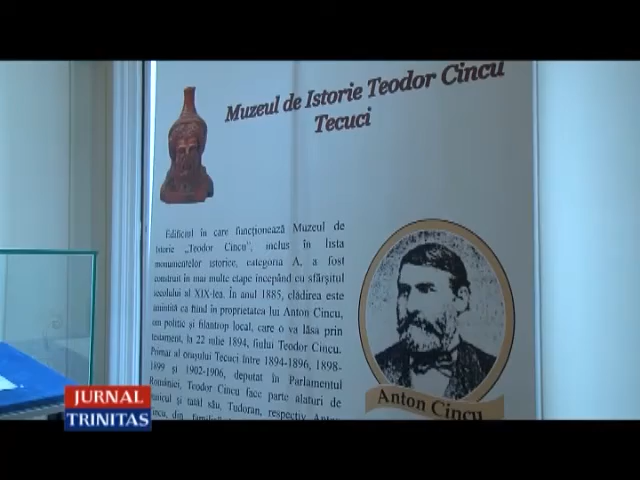 Muzeul de Istorie Teodor Cincu
Tecuci
Edificiul în care funcționează Muzeul de
Istorie „Teodor Cincu", inclus în lista
monumentelor istorice, categoria A, a fost
construit în mai multe etape începând cu sfârșitul
secolului al XIX-lea. În anul 1885, clădirea este
amintită ca fiind în proprietatea lui Anton Cincu,
om politic și filantrop local, care o va lăsa prin
testament, la 22 iulie 1894, fiului Teodor Cincu.
Primar al orașului Tecuci între 1894-1896, 1898-
1899 și 1902-1906, deputat în Parlamentul
României, Teodor Cincu face parte alături de
bunicul și tatăl său, Tudoran, respectiv Anton
Cincu, din
Anton Cincu
JURNAL
TRINITAS